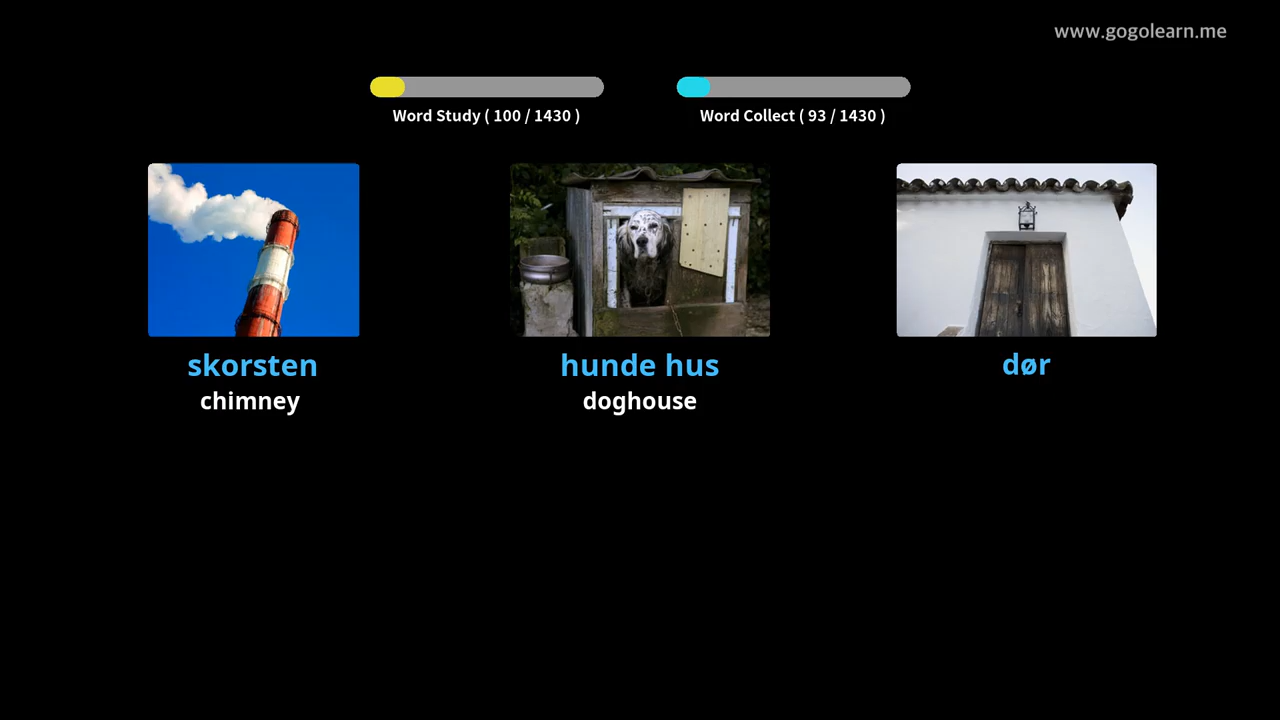 www.gogolearn.me
Word Study ( 100 / 1430 )
Word Collect ( 93 / 1430 )
skorsten
chimney
hunde hus
doghouse
dør